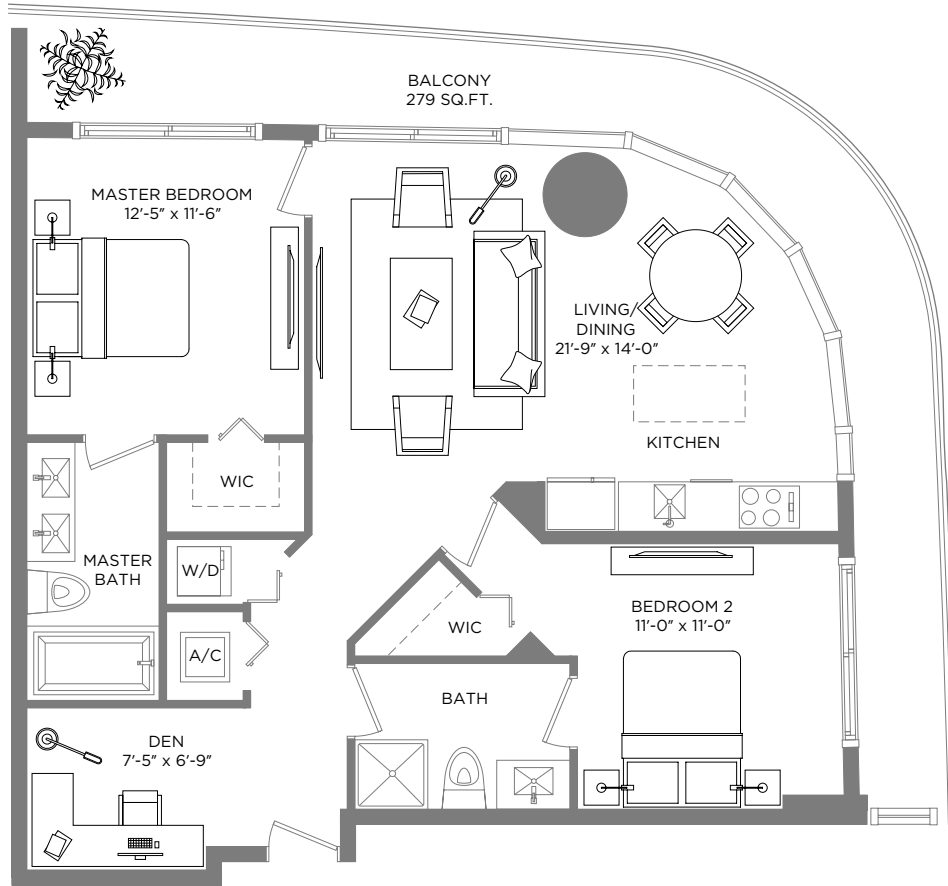 BALCONY
279 SQ.FT.
MASTER BEDROOM
12'-5" x 11'-6"
LIVING/
DINING
21'-9" x 14'-0"
KITCHEN
WIC
MASTER
BATH
W/D
A/C
WIC
BEDROOM 2
11'-0" x 11'-0"
BATH
DEN
7'-5" x 6'-9"